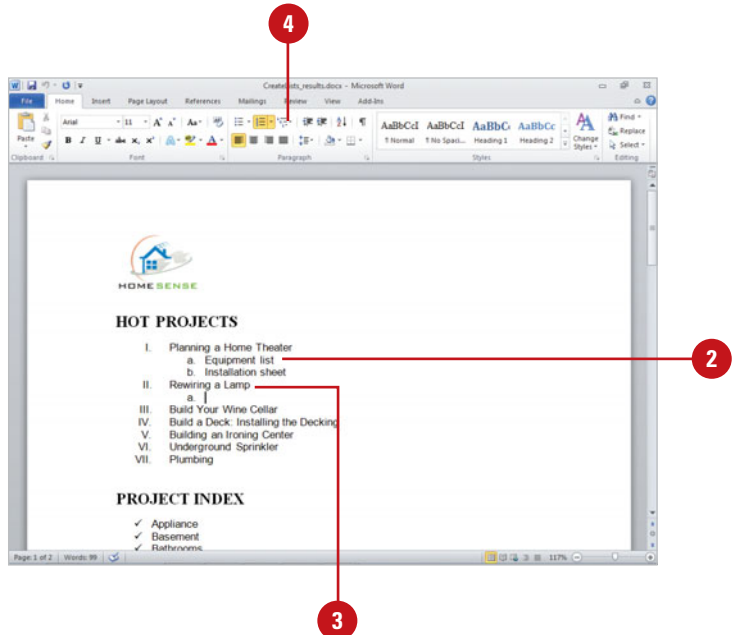 4
CreateLists_results.docx - Microsoft Word
File Home Insert Page Layout References Mailings Review View Add-Ins
Paste
Arial 11
AaBbCcI AaBbCcI AaBbC AaBbCc
¶ Normal ¶ No Spaci... Heading 1 Heading 2
Change Styles
Find
Replace
Select
Clipboard Font Paragraph Styles Editing
HOMESENSE
HOT PROJECTS
I. Planning a Home Theater
a. Equipment list
b. Installation sheet
II. Rewiring a Lamp
a.
III. Build Your Wine Cellar
IV. Build a Deck: Installing the Decking
V. Building an Ironing Center
VI. Underground Sprinkler
VII. Plumbing
PROJECT INDEX
✓ Appliance
✓ Basement
✓ Bathrooms
Page: 1 of 2 Words: 99 117%
2
3